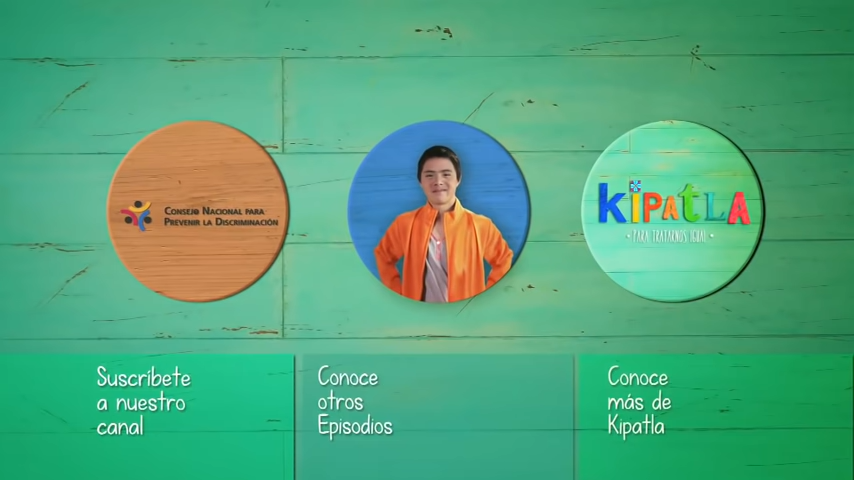 CONSEJO NACIONAL PARA
PREVENIR LA DISCRIMINACIÓN
KiPATLA
• PARA TRATARNOS IGUAL •
Suscríbete
a nuestro
canal
Conoce
otros
Episodios
Conoce
más de
Kipatla